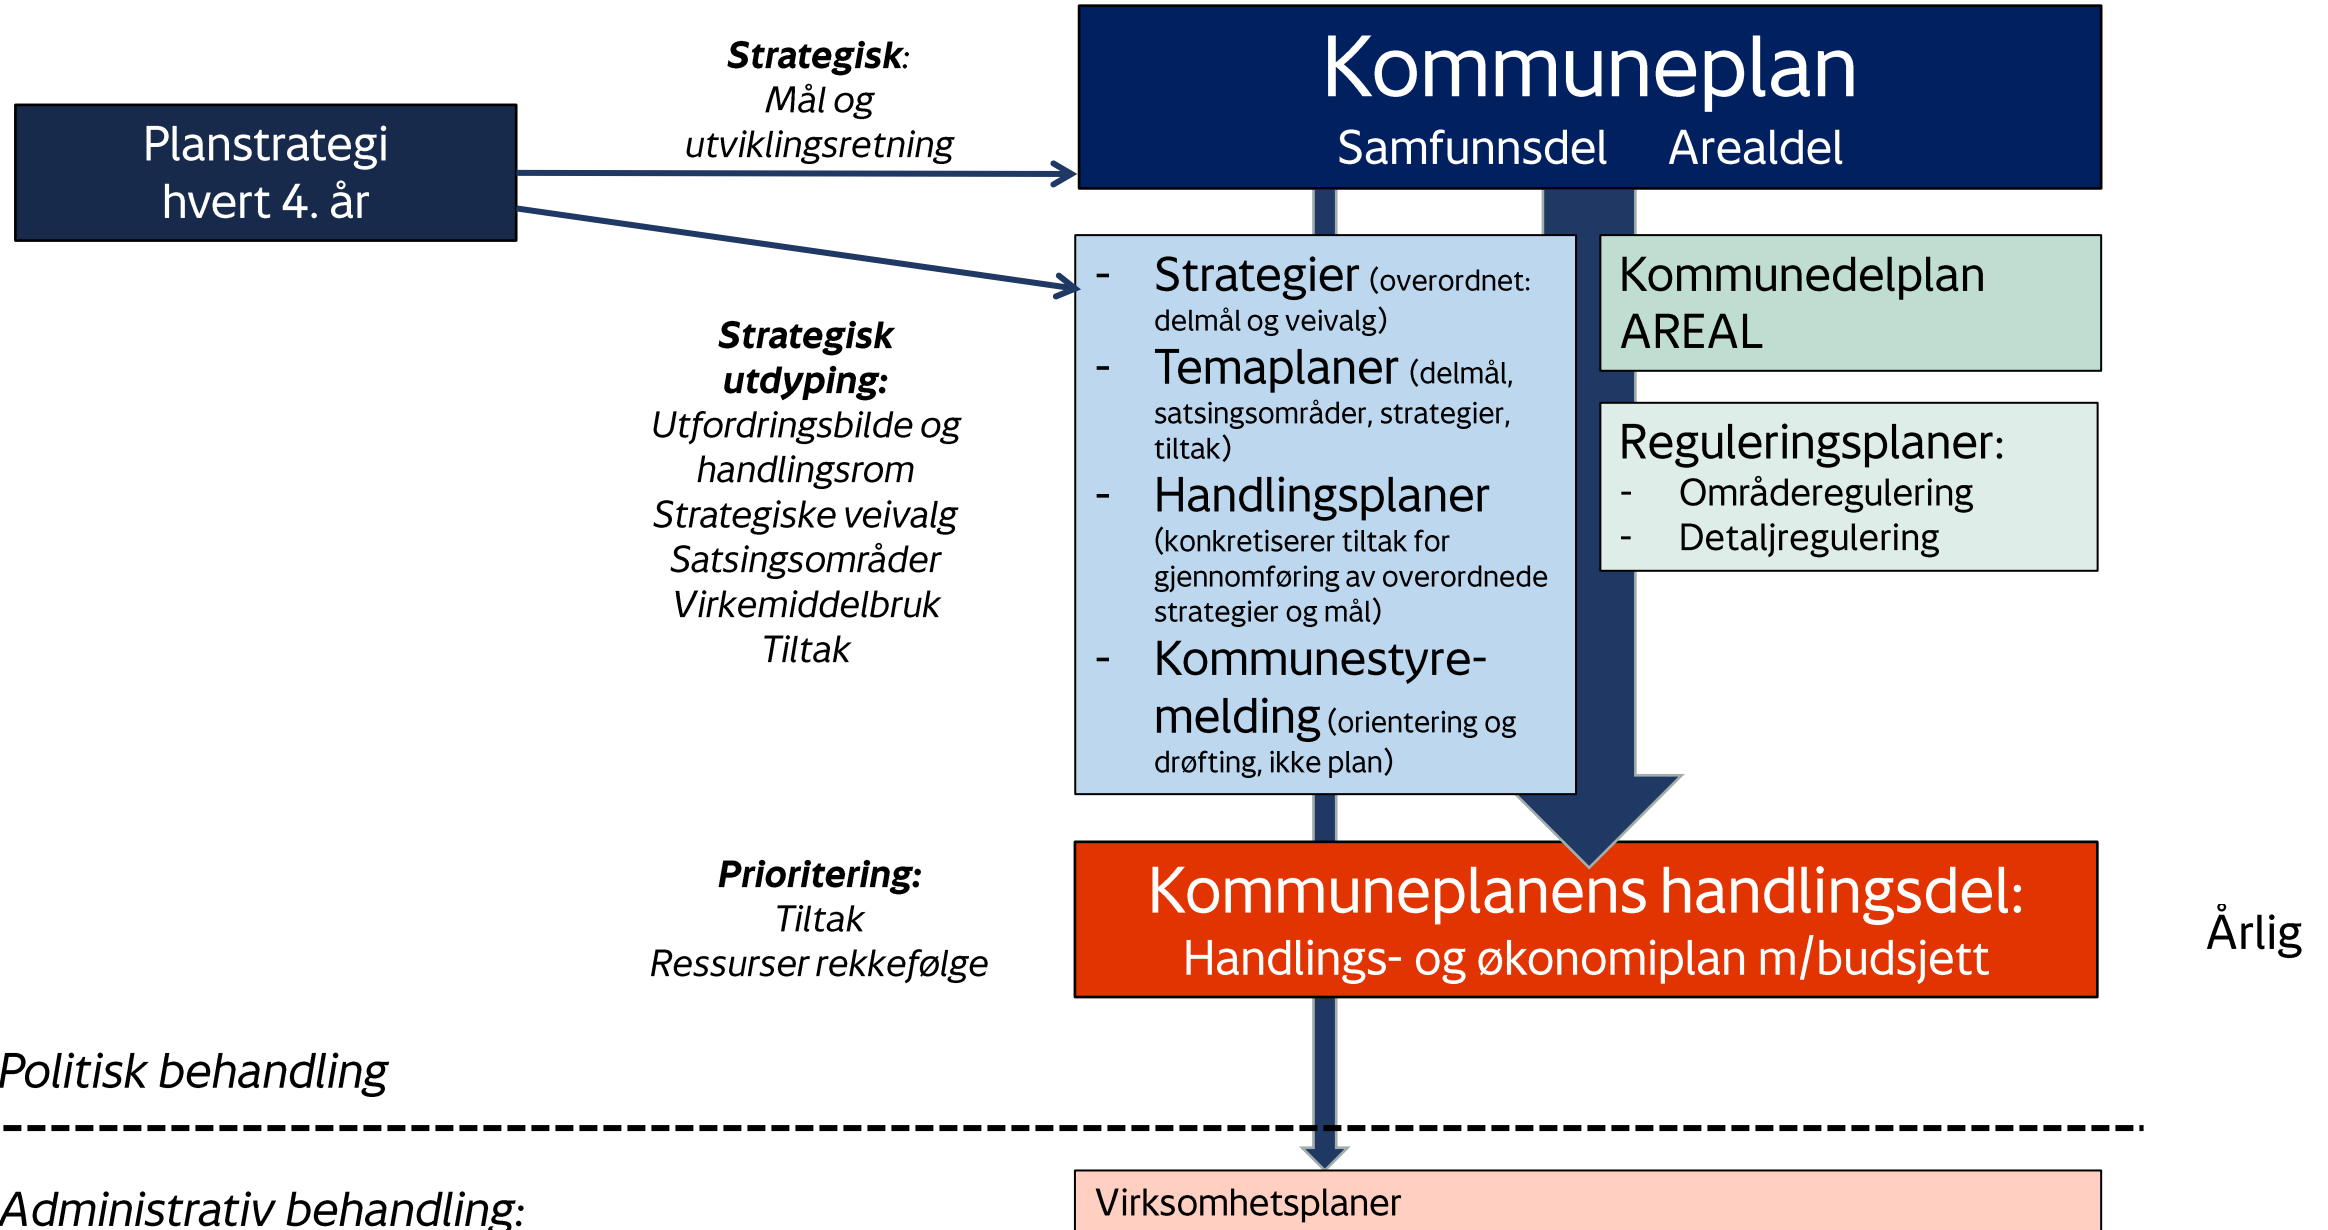 Strategisk:
Mål og
utviklingsretning
Planstrategi
hvert 4. år
Kommuneplan
Samfunnsdel Arealdel
Strategisk
utdyping:
Utfordringsbilde og
handlingsrom
Strategiske veivalg
Satsingsområder
Virkemiddelbruk
Tiltak
- Strategier (overordnet:
delmål og veivalg)
- Temaplaner (delmål,
satsingsområder, strategier,
tiltak)
- Handlingsplaner
(konkretiserer tiltak for
gjennomføring av overordnede
strategier og mål)
- Kommunestyre-
melding (orientering og
drøfting, ikke plan)
Kommunedelplan
AREAL
Reguleringsplaner:
- Områderegulering
- Detaljregulering
Prioritering:
Tiltak
Ressurser rekkefølge
Kommuneplanens handlingsdel:
Handlings- og økonomiplan m/budsjett
Årlig
Politisk behandling
Administrativ behandling:
Virksomhetsplaner